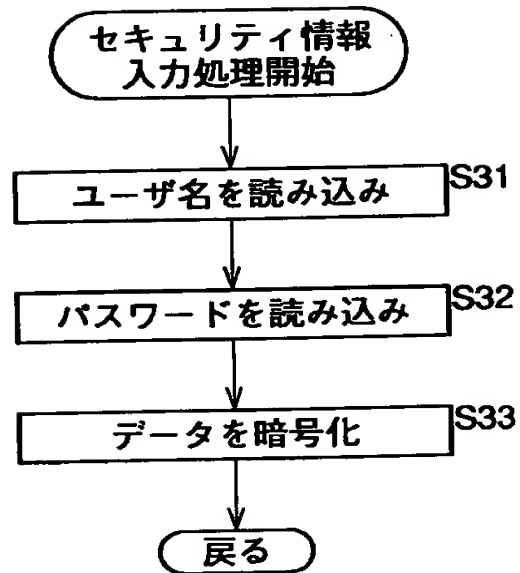 セキュリティ情報
入力処理開始
ユーザ名を読み込み S31
パスワードを読み込み S32
データを暗号化 S33
戻る